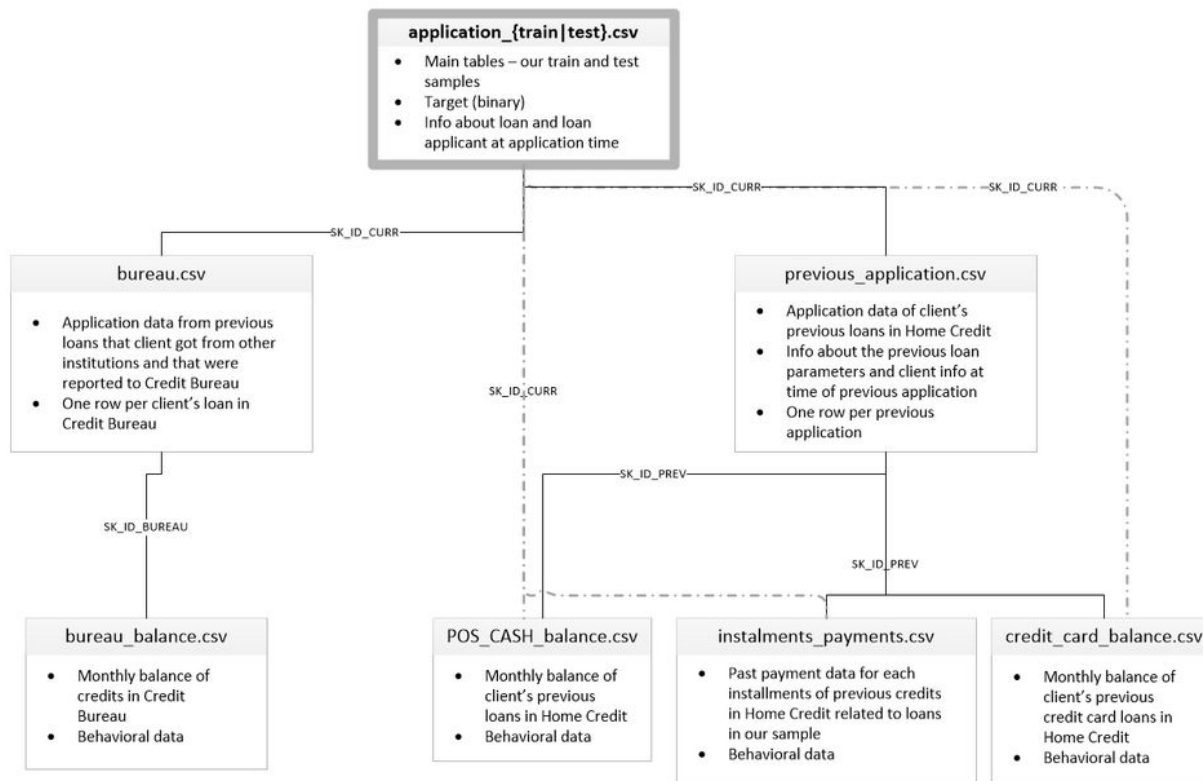 application_{train|test}.csv
• Main tables – our train and test
samples
• Target (binary)
• Info about loan and loan
applicant at application time
SK_ID_CURR
SK_ID_CURR
SK_ID_CURR
bureau.csv
• Application data from previous
loans that client got from other
institutions and that were
reported to Credit Bureau
• One row per client's loan in
Credit Bureau
previous_application.csv
• Application data of client's
previous loans in Home Credit
• Info about the previous loan
parameters and client info at
time of previous application
• One row per previous
application
SK_ID_CURR
SK_ID_PREV
SK_ID_BUREAU
SK_ID_PREV
bureau_balance.csv
• Monthly balance of
credits in Credit
Bureau
• Behavioral data
POS_CASH_balance.csv
• Monthly balance of
client's previous
loans in Home Credit
• Behavioral data
instalments_payments.csv
• Past payment data for each
installments of previous credits
in Home Credit related to loans
in our sample
• Behavioral data
credit_card_balance.csv
• Monthly balance of
client's previous
credit card loans in
Home Credit
• Behavioral data